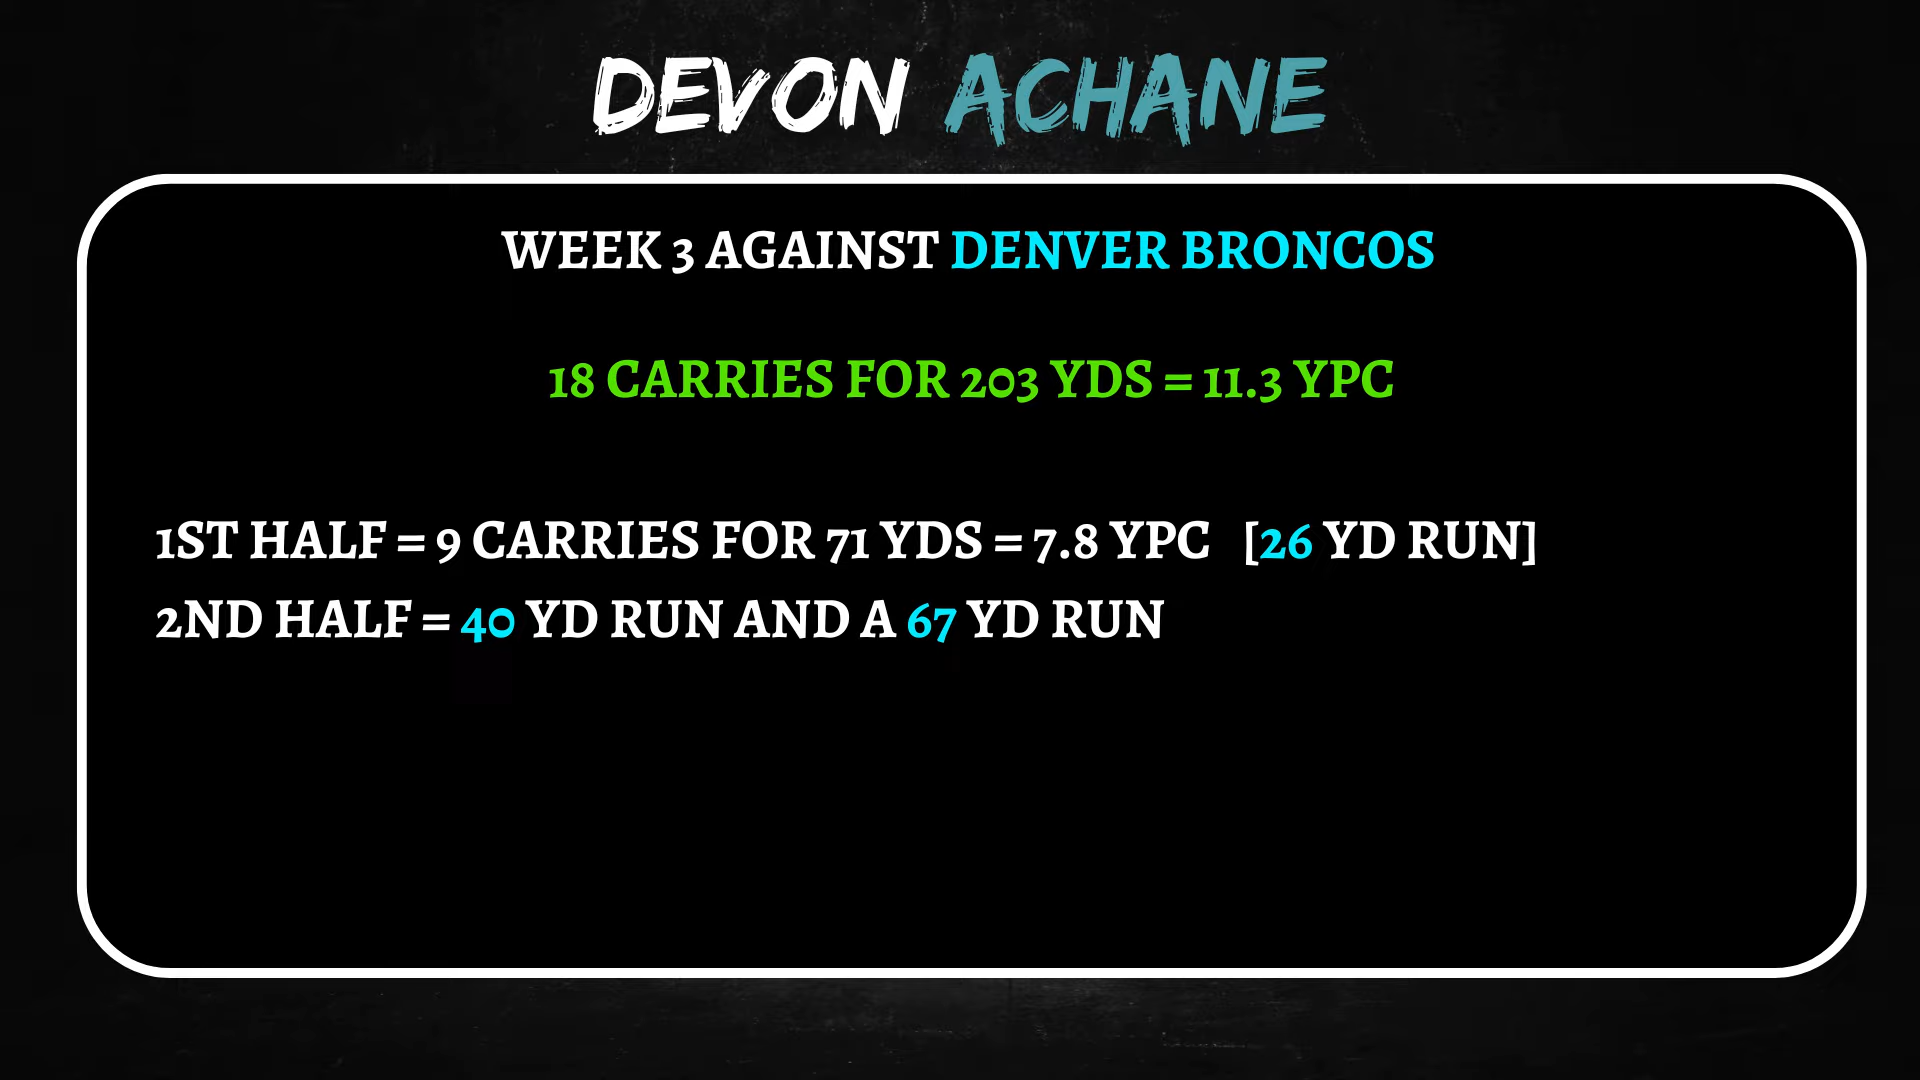 DEVON ACHANE
WEEK 3 AGAINST DENVER BRONCOS
18 CARRIES FOR 203 YDS = 11.3 YPC
1ST HALF = 9 CARRIES FOR 71 YDS = 7.8 YPC [26 YD RUN]
2ND HALF = 40 YD RUN AND A 67 YD RUN